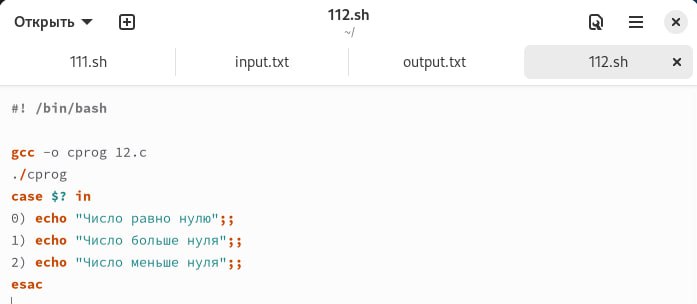 Открыть 112.sh
~/
111.sh input.txt output.txt 112.sh
#! /bin/bash
gcc -o cprog 12.c
./cprog
case $? in
0) echo "Число равно нулю";;
1) echo "Число больше нуля";;
2) echo "Число меньше нуля";;
esac